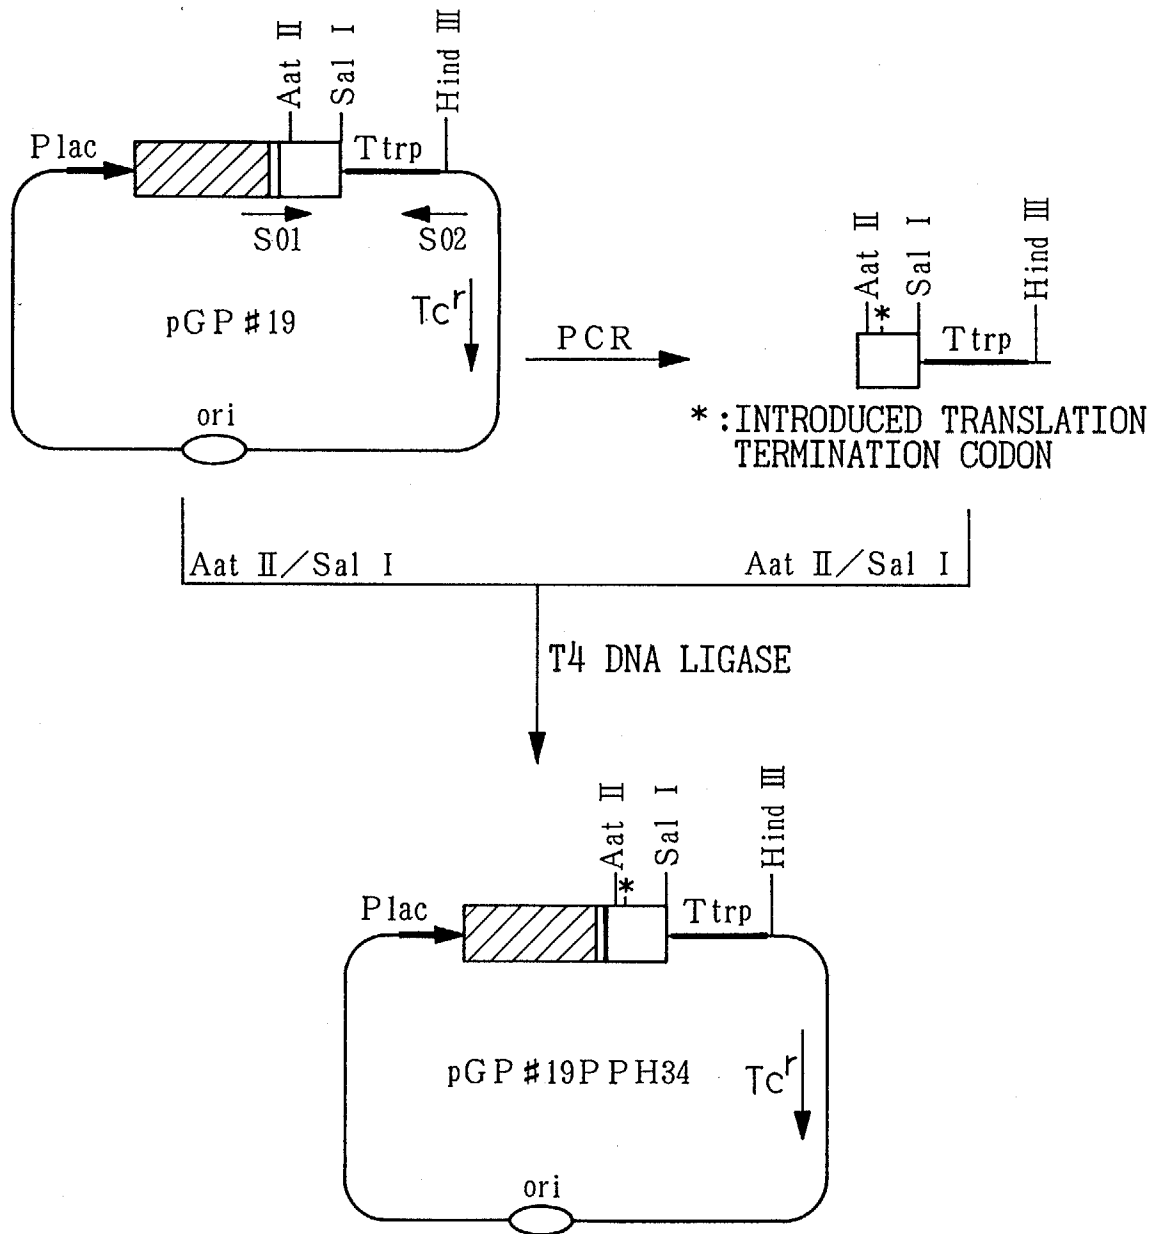 Aat Ⅱ
Sal Ⅰ
Hind Ⅲ
Plac
Ttrp
S01
S02
Tcʳ
pGP#19
ori
PCR
Aat Ⅱ
*
Sal Ⅰ
Hind Ⅲ
Ttrp
*:INTRODUCED TRANSLATION
TERMINATION CODON
Aat Ⅱ/Sal Ⅰ
Aat Ⅱ/Sal Ⅰ
T4 DNA LIGASE
Aat Ⅱ
*
Sal Ⅰ
Hind Ⅲ
Plac
Ttrp
pGP#19PPH34
Tcʳ
ori